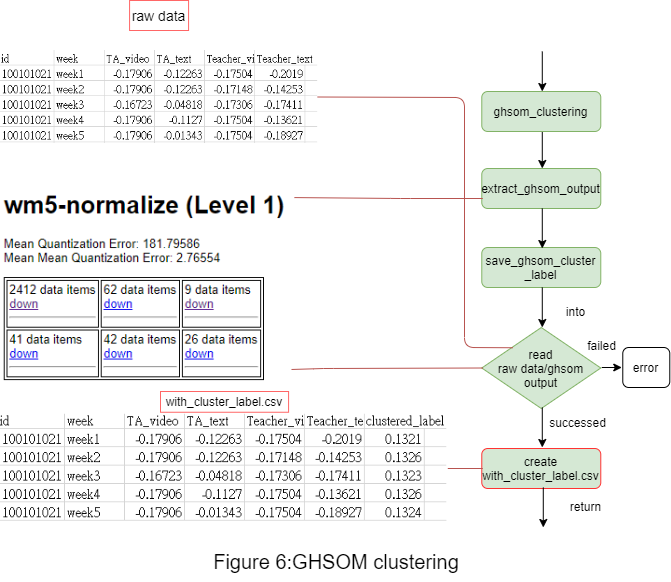 raw data
id week TA_video TA_text Teacher_vi Teacher_text
100101021 week1 -0.17906 -0.12263 -0.17504 -0.2019
100101021 week2 -0.17906 -0.12263 -0.17148 -0.14253
100101021 week3 -0.16723 -0.04818 -0.17306 -0.17411
100101021 week4 -0.17906 -0.1127 -0.17504 -0.13621
100101021 week5 -0.17906 -0.01343 -0.17504 -0.18927
wm5-normalize (Level 1)
Mean Quantization Error: 181.79586
Mean Mean Quantization Error: 2.76554
2412 data items 62 data items 9 data items
down down down
41 data items 42 data items 26 data items
down down down
with_cluster_label.csv
id week TA_video TA_text Teacher_vi Teacher_te clustered_label
100101021 week1 -0.17906 -0.12263 -0.17504 -0.2019 0.1321
100101021 week2 -0.17906 -0.12263 -0.17148 -0.14253 0.1326
100101021 week3 -0.16723 -0.04818 -0.17306 -0.17411 0.1323
100101021 week4 -0.17906 -0.1127 -0.17504 -0.13621 0.1326
100101021 week5 -0.17906 -0.01343 -0.17504 -0.18927 0.1324
ghsom_clustering
extract_ghsom_output
save_ghsom_cluster
_label
into
read
raw data/ghsom
output
failed
error
successed
create
with_cluster_label.csv
return
Figure 6:GHSOM clustering